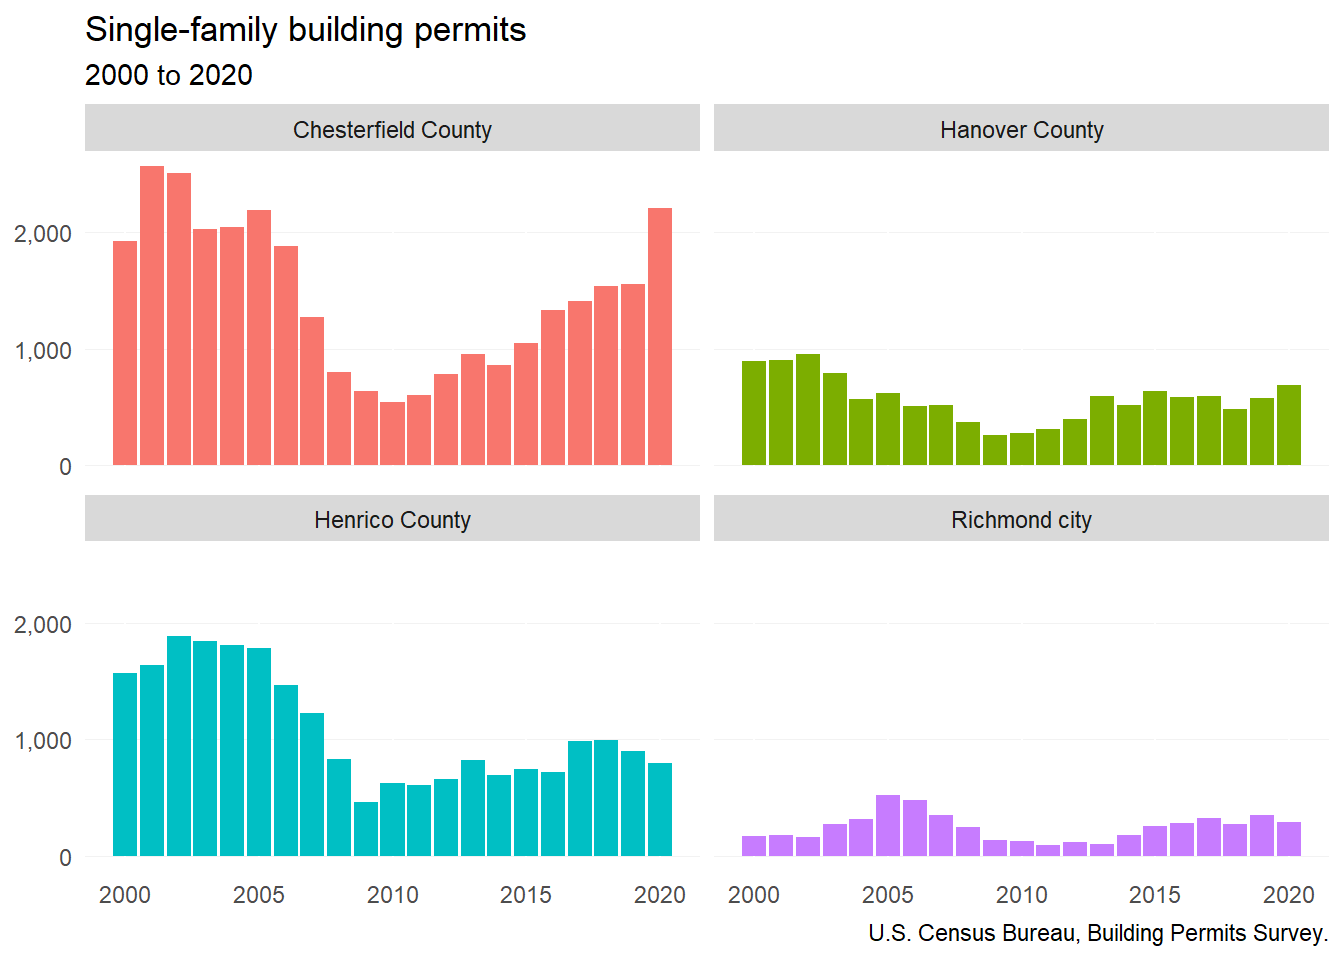 Single-family building permits
2000 to 2020
Chesterfield County
Hanover County
2,000
1,000
0
Henrico County
Richmond city
2,000
1,000
0
2000 2005 2010 2015 2020
2000 2005 2010 2015 2020
U.S. Census Bureau, Building Permits Survey.